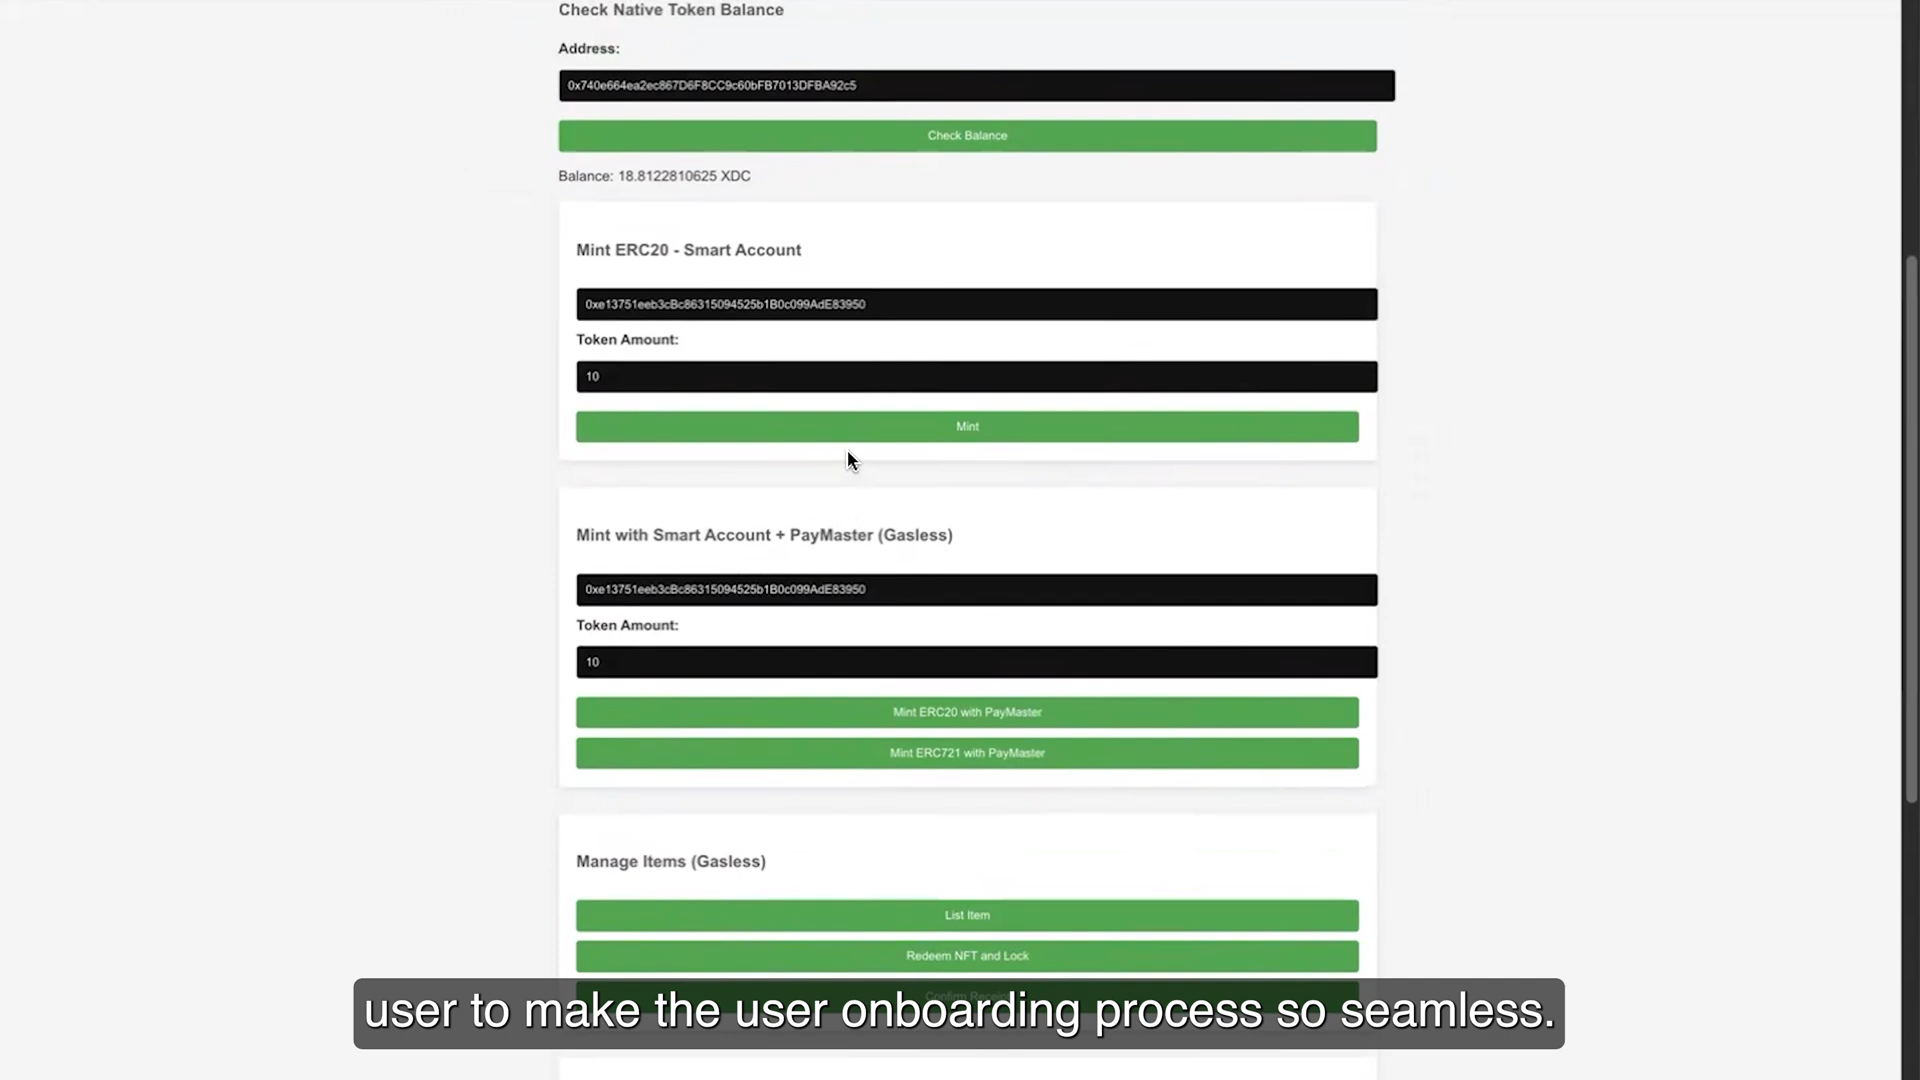 Check Native Token Balance
Address:
0x740e664ea2ec867D6F8CC9c60bFB7013DFBA92c5
Check Balance
Balance: 18.8122810625 XDC
Mint ERC20 - Smart Account
0xe13751eeb3cBc86315094525b1B0c099AdE83950
Token Amount:
10
Mint
Mint with Smart Account + PayMaster (Gasless)
0xe13751eeb3cBc86315094525b1B0c099AdE83950
Token Amount:
10
Mint ERC20 with PayMaster
Mint ERC721 with PayMaster
Manage Items (Gasless)
List Item
Redeem NFT and Lock
user to make the user onboarding process so seamless.